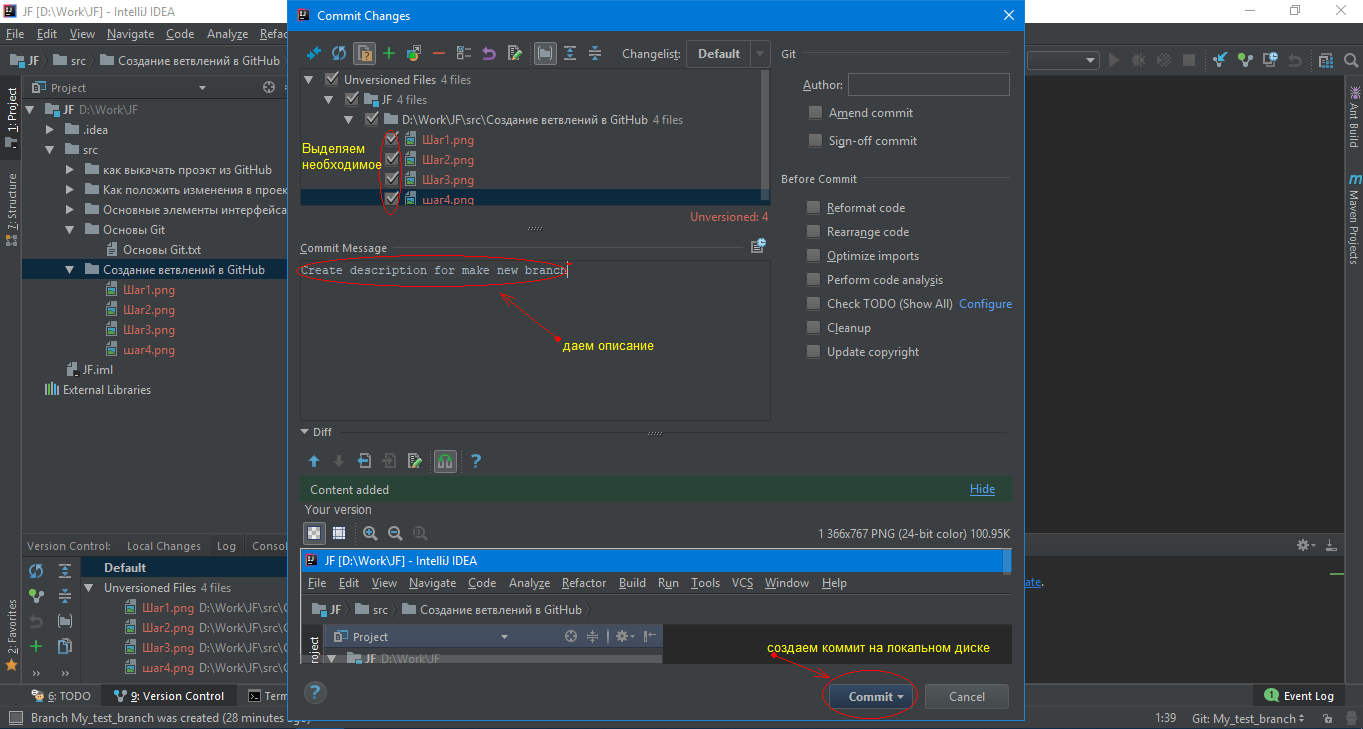 JF [D:\Work\JF] - IntelliJ IDEA
File Edit View Navigate Code Analyze Refac
JF src Создание ветвлений в GitHub
1: Project
7: Structure
2: Favorites
Project
JF D:\Work\JF
.idea
src
как выкачать проэкт из GitHub
Как положить изменения в проек
Основные элементы интерфейса
Основы Git
Основы Git.txt
Создание ветвлений в GitHub
Шаг1.png
Шаг2.png
Шаг3.png
шаг4.png
JF.iml
External Libraries
Commit Changes
Changelist: Default
Unversioned Files 4 files
JF 4 files
D:\Work\JF\src\Создание ветвлений в GitHub 4 files
Шаг1.png
Шаг2.png
Шаг3.png
шаг4.png
Выделяем
необходимое
Unversioned: 4
Commit Message
Create description for make new branch
даем описание
Git
Author:
Amend commit
Sign-off commit
Before Commit
Reformat code
Rearrange code
Optimize imports
Perform code analysis
Check TODO (Show All) Configure
Cleanup
Update copyright
Diff
Content added Hide
Your version
1 366x767 PNG (24-bit color) 100.95K
JF [D:\Work\JF] - IntelliJ IDEA
File Edit View Navigate Code Refactor Build Run Tools VCS Window Help
JF src Создание ветвлений в GitHub
Project
roject
JF D:\Work\JF
создаем коммит на локальном диске
Commit Cancel
Ant Build
Maven Projects
Version Control: Local Changes Log Consol
Default
Unversioned Files 4 files
Шаг1.png D:\Work\JF\src\С
Шаг2.png D:\Work\JF\src\С
Шаг3.png D:\Work\JF\src\С
шаг4.png D:\Work\JF\src\С
ate.
6: TODO 9: Version Control Term
1 Event Log
Branch My_test_branch was created (28 minutes ago)
1:39 Git: My_test_branch